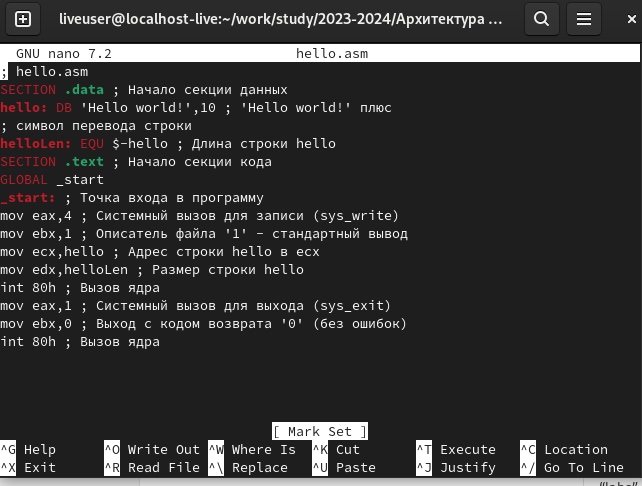 liveuser@localhost-live:~/work/study/2023-2024/Архитектура ...
GNU nano 7.2 hello.asm
; hello.asm
SECTION .data ; Начало секции данных
hello: DB 'Hello world!',10 ; 'Hello world!' плюс
; символ перевода строки
helloLen: EQU $-hello ; Длина строки hello
SECTION .text ; Начало секции кода
GLOBAL _start
_start: ; Точка входа в программу
mov eax,4 ; Системный вызов для записи (sys_write)
mov ebx,1 ; Описатель файла '1' - стандартный вывод
mov ecx,hello ; Адрес строки hello в ecx
mov edx,helloLen ; Размер строки hello
int 80h ; Вызов ядра
mov eax,1 ; Системный вызов для выхода (sys_exit)
mov ebx,0 ; Выход с кодом возврата '0' (без ошибок)
int 80h ; Вызов ядра
[ Mark Set ]
^G Help ^O Write Out ^W Where Is ^K Cut ^T Execute ^C Location
^X Exit ^R Read File ^\ Replace ^U Paste ^J Justify ^/ Go To Line